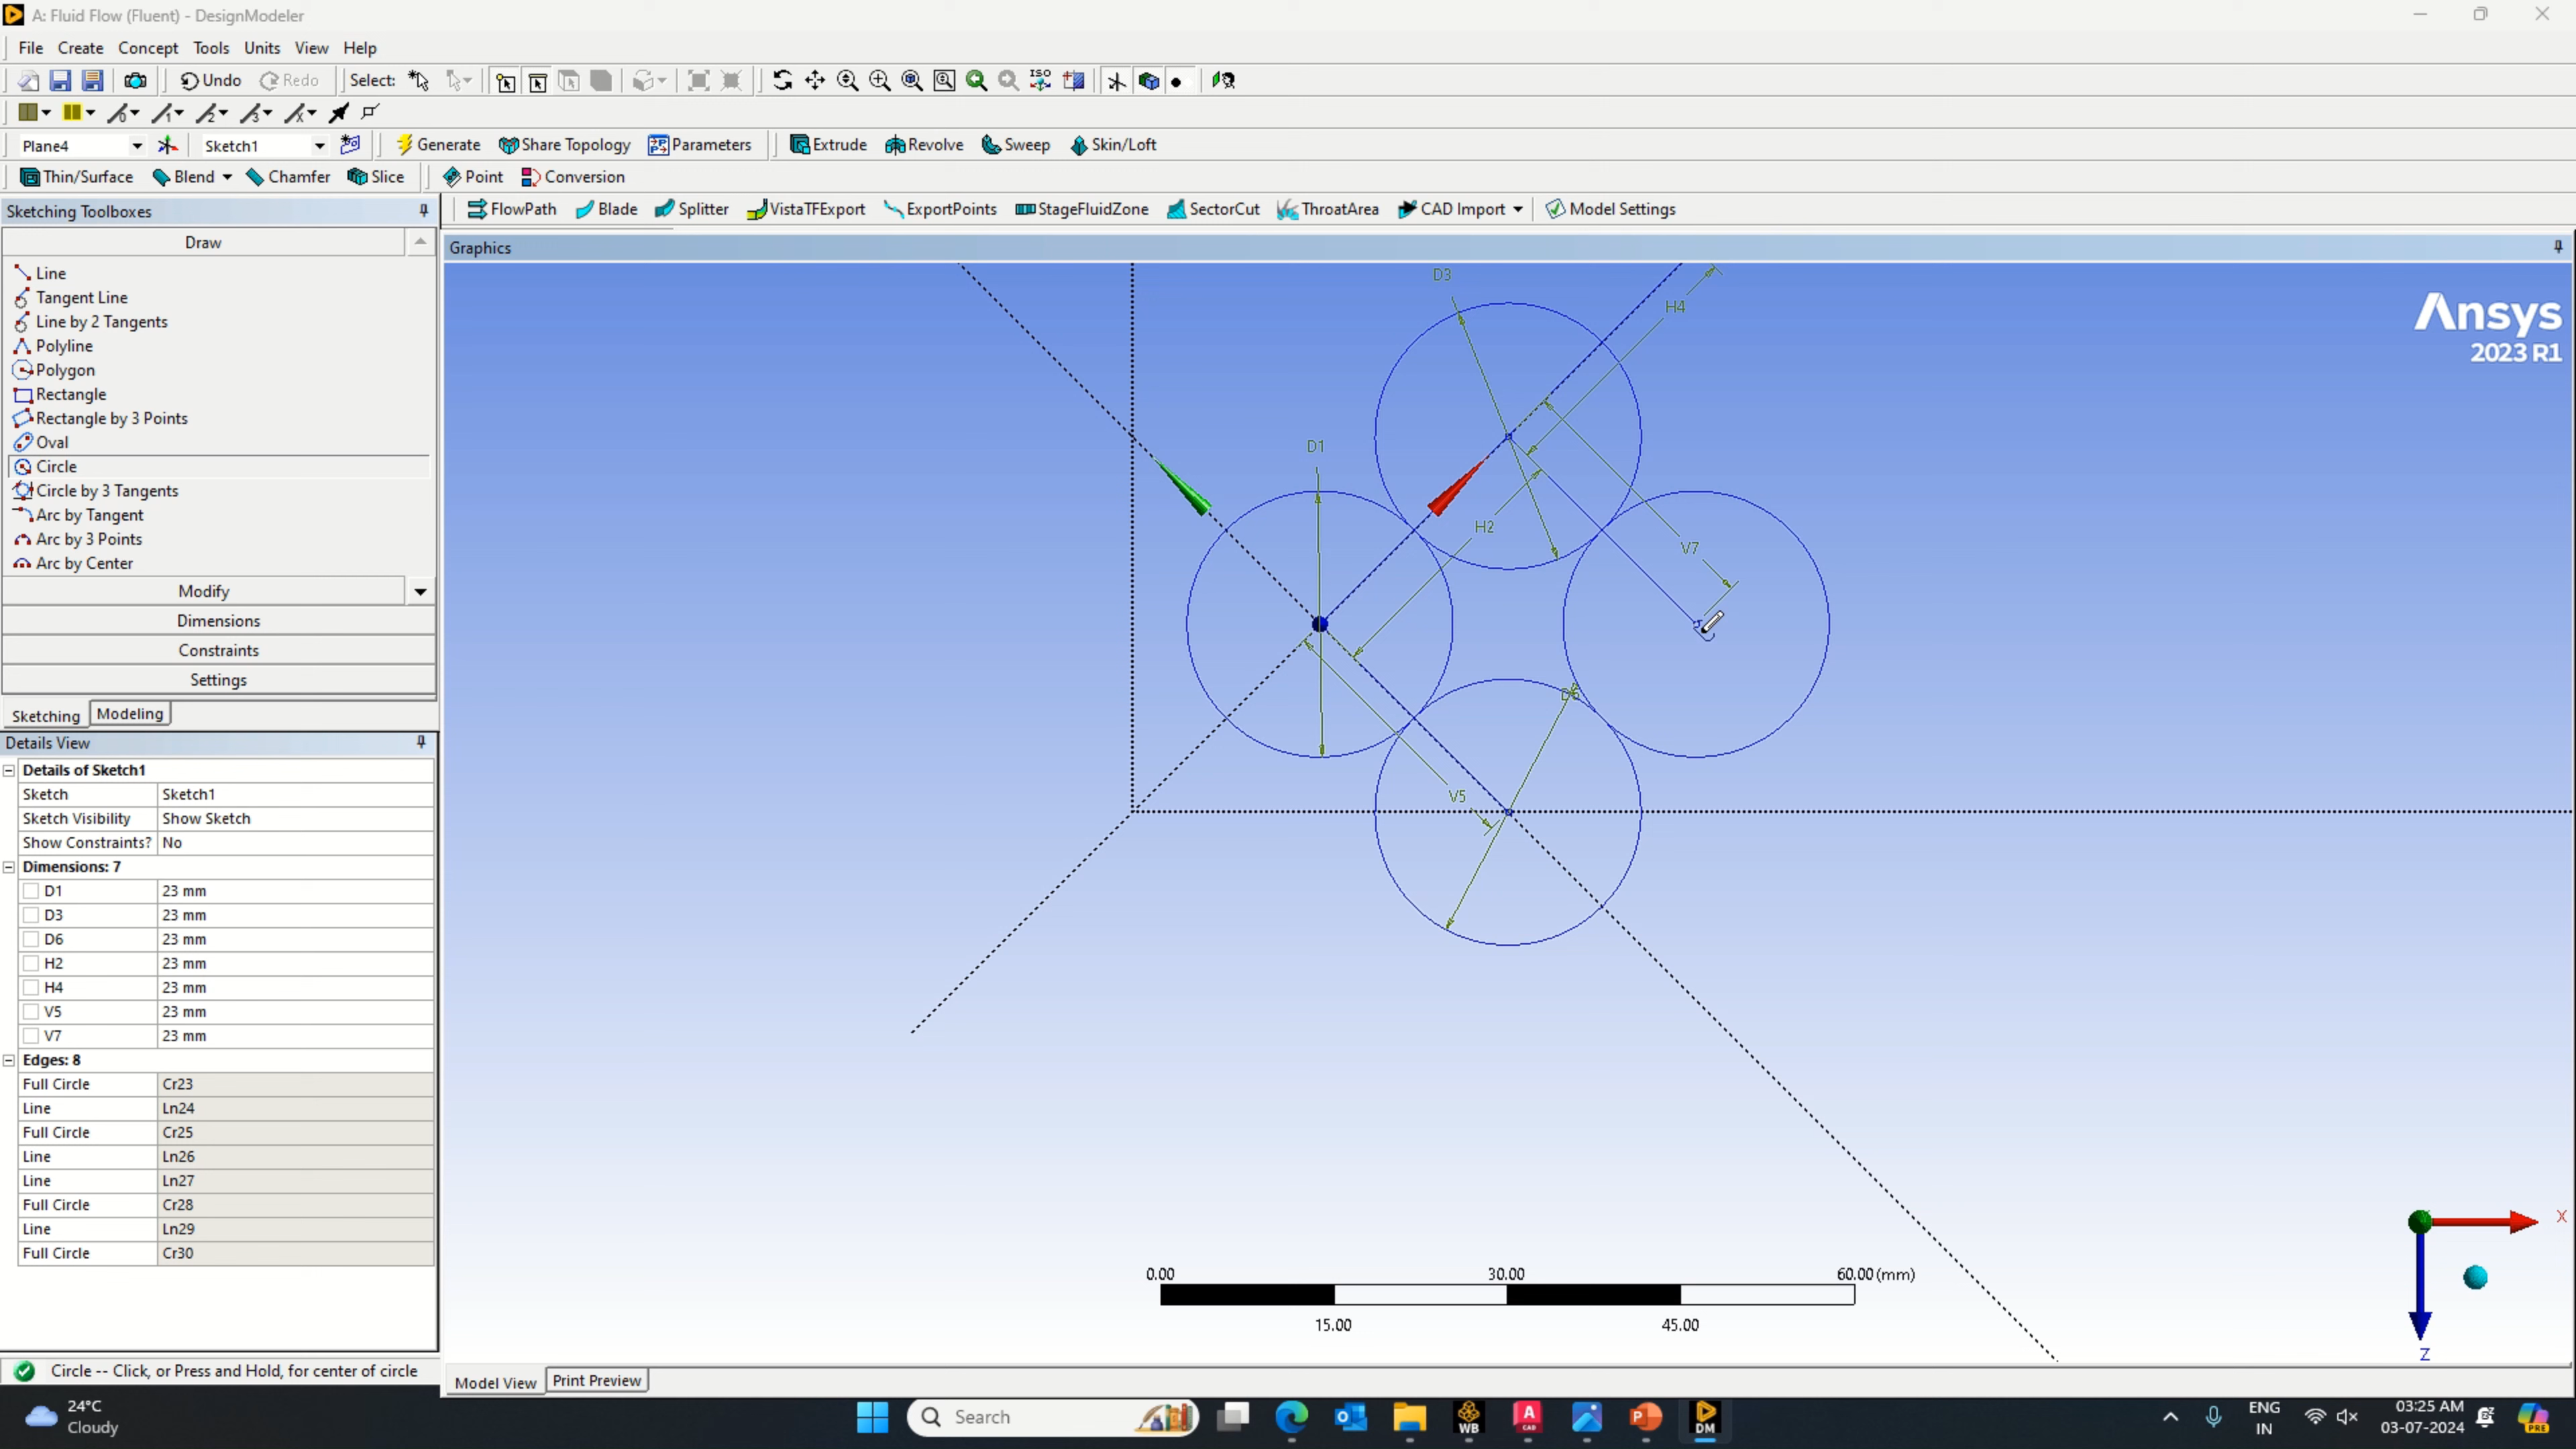 A: Fluid Flow (Fluent) - DesignModeler
File Create Concept Tools Units View Help
Undo Redo Select: ISO
Plane4 Sketch1 Generate Share Topology Parameters Extrude Revolve Sweep Skin/Loft
Thin/Surface Blend Chamfer Slice Point Conversion
FlowPath Blade Splitter VistaTFExport ExportPoints StageFluidZone SectorCut ThroatArea CAD Import Model Settings
Sketching Toolboxes
Draw
Line
Tangent Line
Line by 2 Tangents
Polyline
Polygon
Rectangle
Rectangle by 3 Points
Oval
Circle
Circle by 3 Tangents
Arc by Tangent
Arc by 3 Points
Arc by Center
Modify
Dimensions
Constraints
Settings
Sketching Modeling
Details View
Details of Sketch1
Sketch Sketch1
Sketch Visibility Show Sketch
Show Constraints? No
Dimensions: 7
D1 23 mm
D3 23 mm
D6 23 mm
H2 23 mm
H4 23 mm
V5 23 mm
V7 23 mm
Edges: 8
Full Circle Cr23
Line Ln24
Full Circle Cr25
Line Ln26
Line Ln27
Full Circle Cr28
Line Ln29
Full Circle Cr30
Circle -- Click, or Press and Hold, for center of circle
Graphics
Ansys
2023 R1
D3
H4
D1
H2
V7
D6
V5
0.00 30.00 60.00 (mm)
15.00 45.00
X
Z
Model View Print Preview
24°C
Cloudy
Search
WB
A
CAD
P
DM
ENG
IN
03:25 AM
03-07-2024
PRE